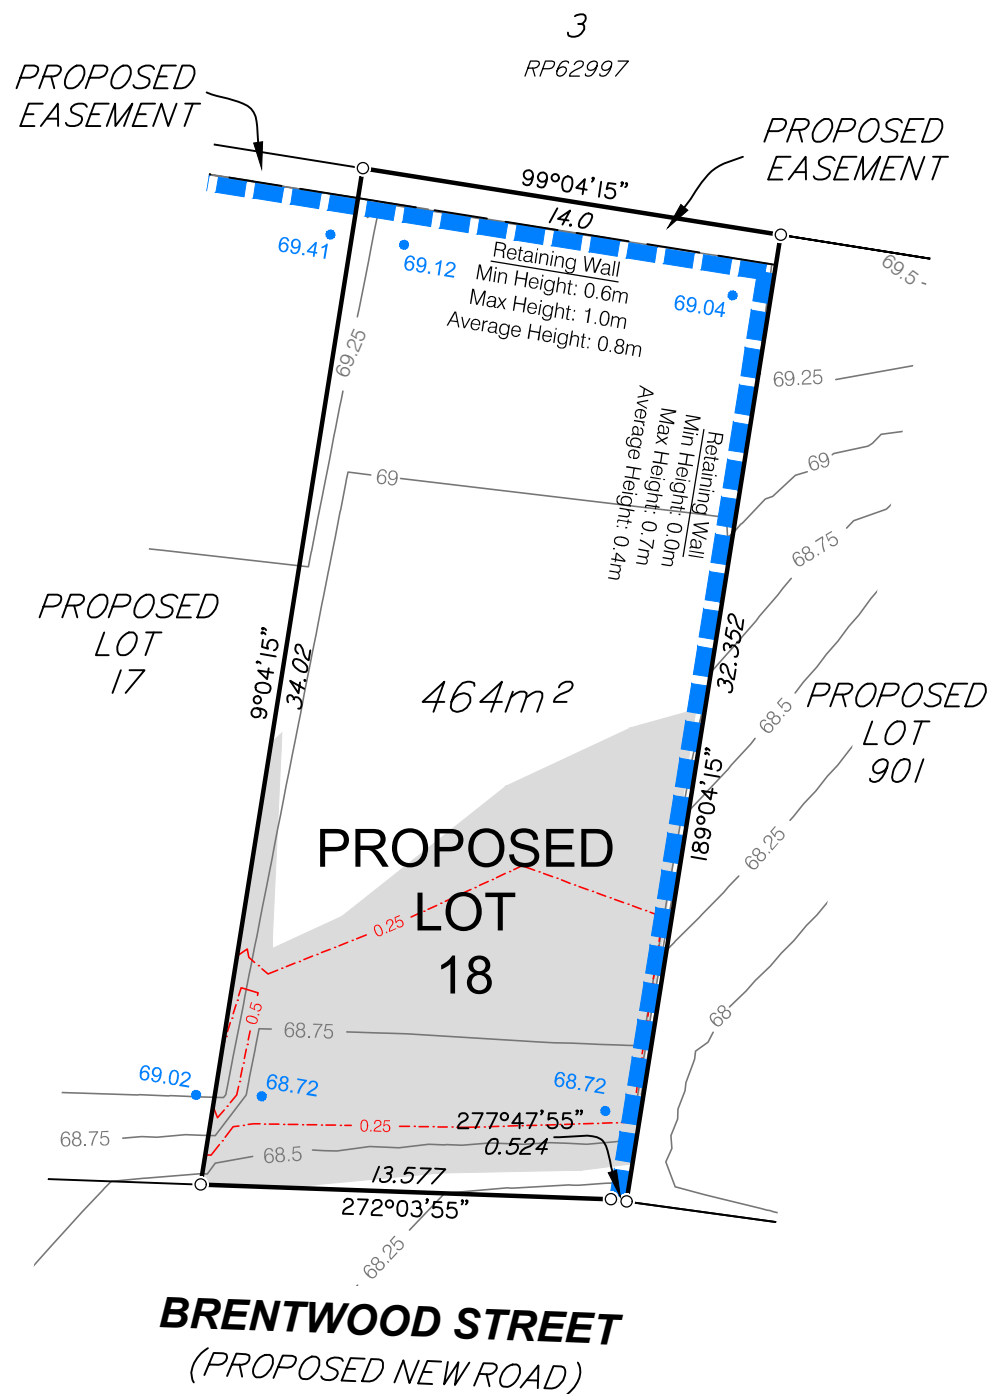 3
RP62997
PROPOSED
EASEMENT
PROPOSED
EASEMENT
99°04'15"
14.0
69.41
69.12
69.04
69.5
Retaining Wall
Min Height: 0.6m
Max Height: 1.0m
Average Height: 0.8m
69.25
69.25
Retaining Wall
Min Height: 0.0m
Max Height: 0.7m
Average Height: 0.4m
69
69
68.75
PROPOSED
LOT
17
9°04'15"
34.02
464m²
32.352
189°04'15"
68.5
PROPOSED
LOT
901
68.25
PROPOSED
LOT
18
0.25
0.5
68
68.75
69.02
68.72
68.72
68.75
0.25
277°47'55"
0.524
68.5
13.577
272°03'55"
68.25
BRENTWOOD STREET
(PROPOSED NEW ROAD)